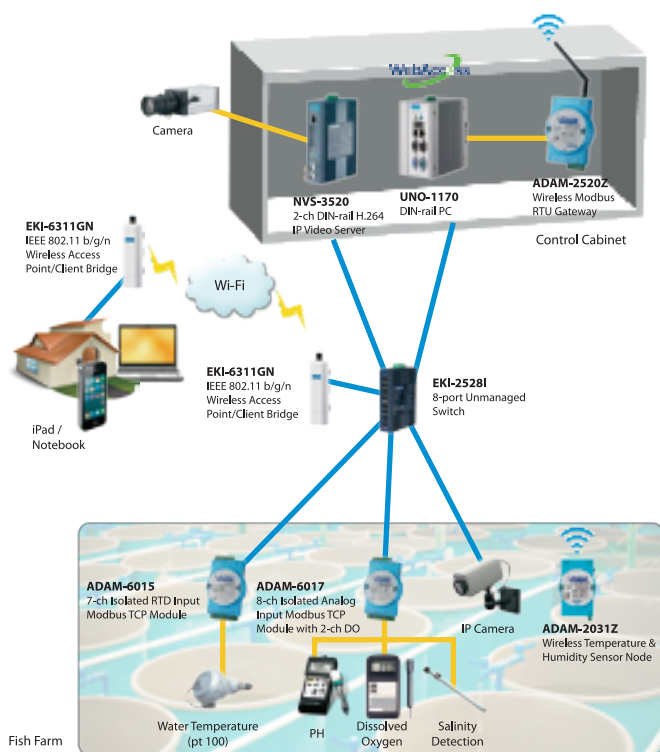 WebAccess
Camera
NVS-3520
2-ch DIN-rail H.264
IP Video Server
UNO-1170
DIN-rail PC
ADAM-2520Z
Wireless Modbus
RTU Gateway
Control Cabinet
EKI-6311GN
IEEE 802.11 b/g/n
Wireless Access
Point/Client Bridge
Wi-Fi
EKI-6311GN
IEEE 802.11 b/g/n
Wireless Access
Point/Client Bridge
EKI-2528I
8-port Unmanaged
Switch
iPad /
Notebook
ADAM-6015
7-ch Isolated RTD Input
Modbus TCP Module
ADAM-6017
8-ch Isolated Analog
Input Modbus TCP
Module with 2-ch DO
IP Camera
ADAM-2031Z
Wireless Temperature
& Humidity Sensor Node
Water Temperature
(pt 100)
PH
Dissolved
Oxygen
Salinity
Detection
Fish Farm